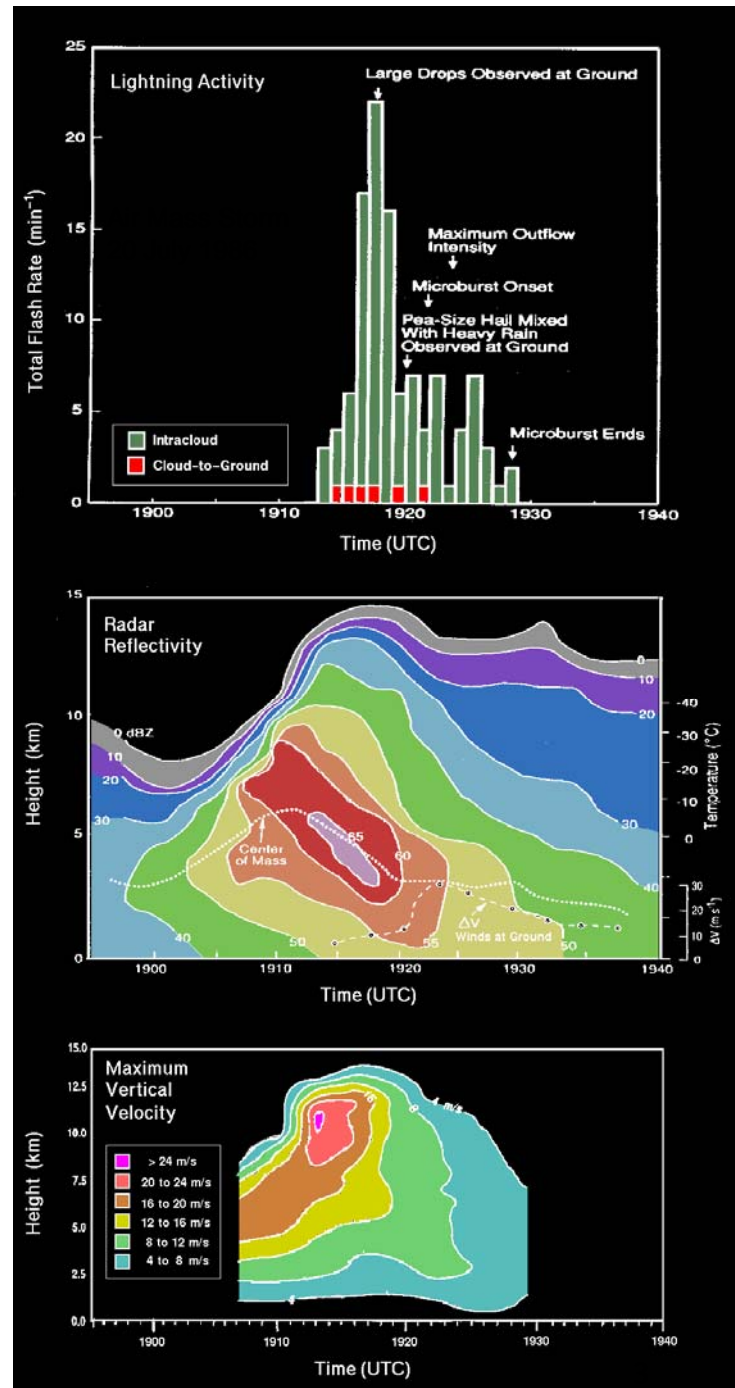 25
Lightning Activity
Large Drops Observed at Ground
20
15
Maximum Outflow
Intensity
Microburst Onset
10
Pea-Size Hail Mixed
With Heavy Rain
Observed at Ground
5
Intracloud
Cloud-to-Ground
Microburst Ends
0
Total Flash Rate (min-1)
1900
1910
1920
1930
1940
Time (UTC)
15
Radar
Reflectivity
10
5
0
Height (km)
0 dBZ
10
20
30
40
50
55
60
65
Center
of Mass
ΔV
Winds at Ground
50
0
10
20
30
40
-40
-30
-20
-10
0
Temperature (°C)
30
20
10
0
ΔV (m s-1)
1900
1910
1920
1930
1940
Time (UTC)
15.0
Maximum
Vertical
Velocity
12.5
10.0
7.5
5.0
2.5
0.0
Height (km)
> 24 m/s
20 to 24 m/s
16 to 20 m/s
12 to 16 m/s
8 to 12 m/s
4 to 8 m/s
16
8
4 m/s
4
1900
1910
1920
1930
1940
Time (UTC)